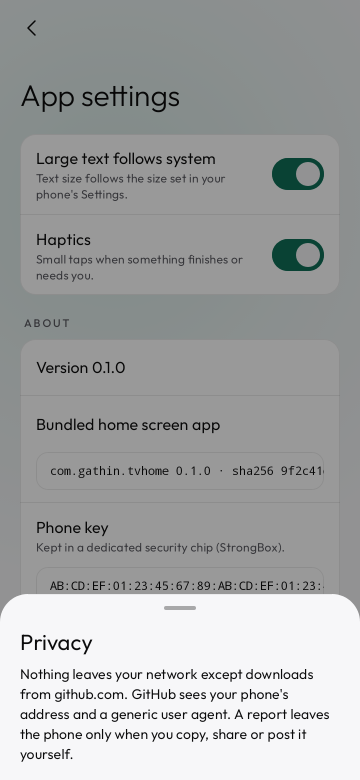 App settings
Large text follows system
Text size follows the size set in your
phone's Settings.
Haptics
Small taps when something finishes or
needs you.
ABOUT
Version 0.1.0
Bundled home screen app
com.gathin.tvhome 0.1.0 · sha256 9f2c41
Phone key
Kept in a dedicated security chip (StrongBox).
AB:CD:EF:01:23:45:67:89:AB:CD:EF:01:23:
Privacy
Nothing leaves your network except downloads
from github.com. GitHub sees your phone's
address and a generic user agent. A report leaves
the phone only when you copy, share or post it
yourself.